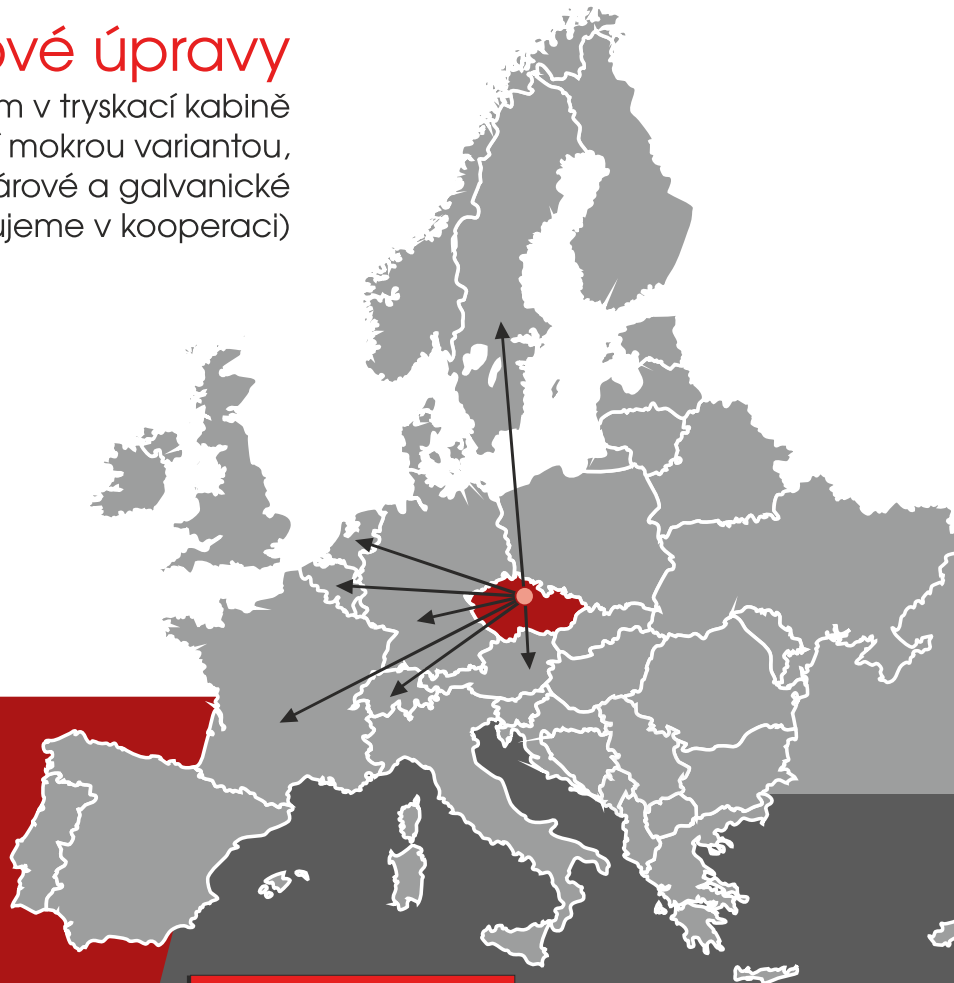 ové úpravy
m v tryskací kabině
í mokrou variantou,
árové a galvanické
ujeme v kooperaci)